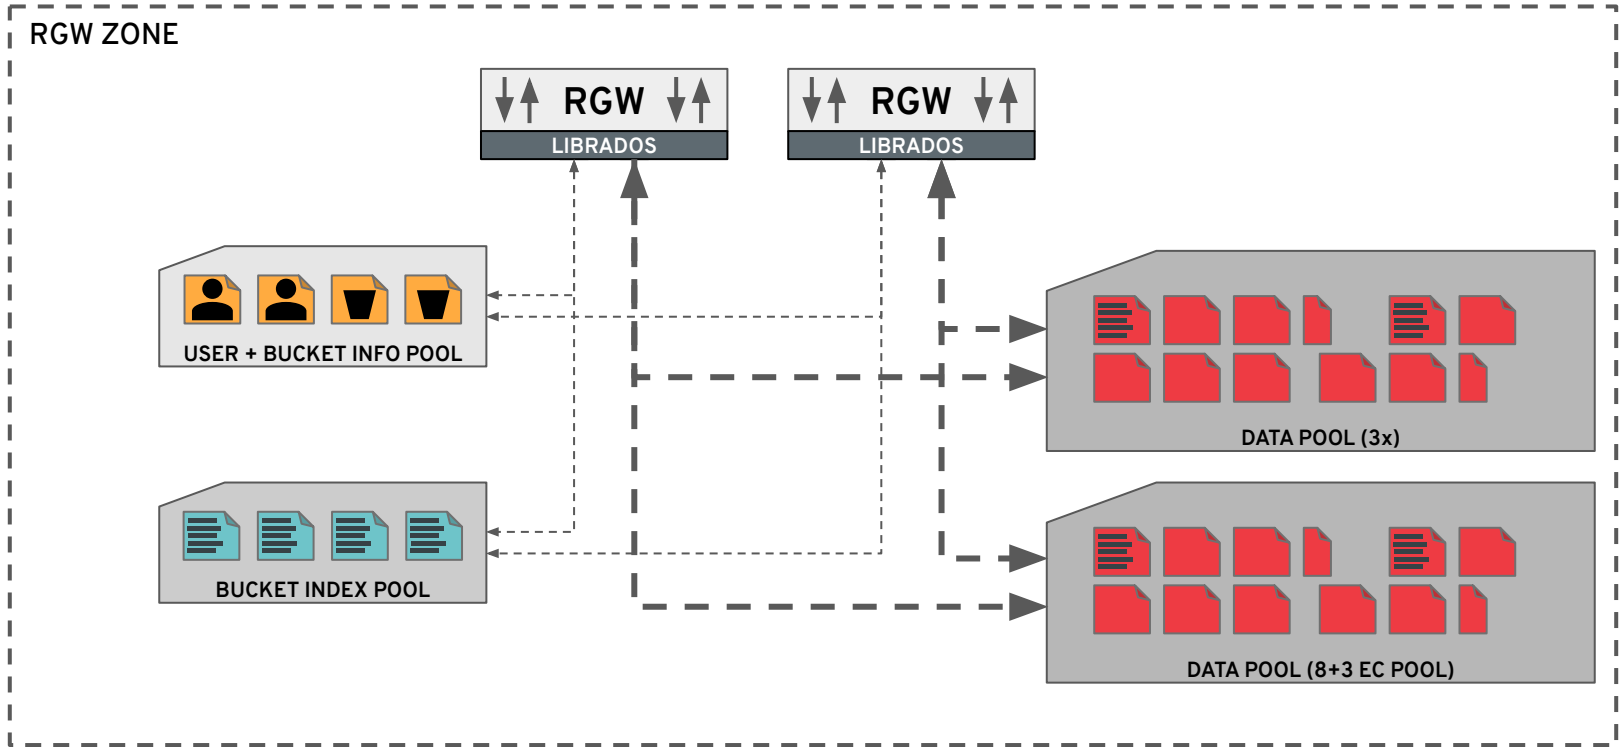 RGW ZONE
RGW
LIBRADOS
RGW
LIBRADOS
USER + BUCKET INFO POOL
DATA POOL (3x)
BUCKET INDEX POOL
DATA POOL (8+3 EC POOL)